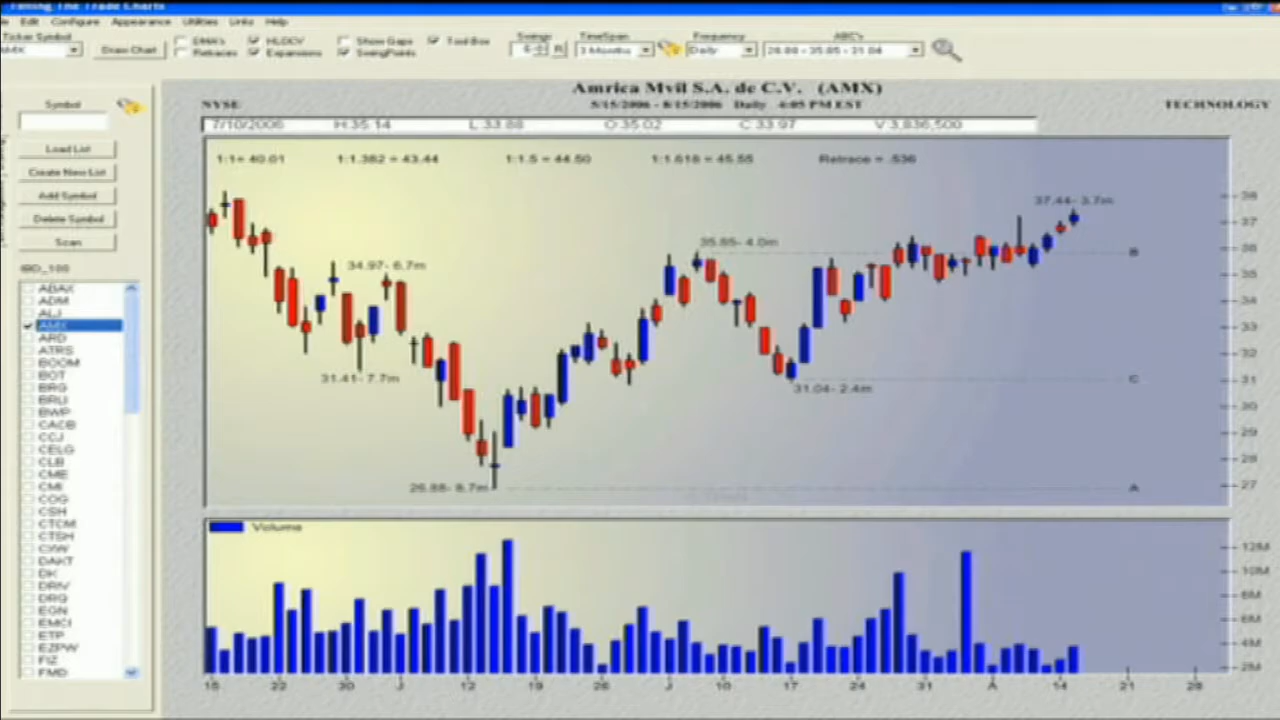 Timing The Trade Charts
Edit Configure Appearance Utilities Links Help
Ticker Symbol
AMX
Draw Chart
DMA's
Retraces
HLOCV
Expansions
Show Gaps
SwingPoints
Tool Box
Swings
6
R
TimeSpan
3 Months
Frequency
Daily
ABC's
26.88 - 35.85 - 31.04
Symbol
Load List
Create New List
Add Symbol
Delete Symbol
Scan
IBD_100
ABAX
ADM
ALJ
AMX
ARD
ATRS
BOOM
BOT
BRG
BRLI
BWP
CACB
CCJ
CELG
CLB
CME
CMI
COG
CSH
CTCM
CTSH
CXW
DAKT
DK
DRIV
DRQ
EGN
EMCI
ETP
EZPW
FIZ
FMD
Amrica Mvil S.A. de C.V. (AMX)
NYSE
5/15/2006 - 8/15/2006 Daily 4:05 PM EST
TECHNOLOGY
7/10/2006 H:35.14 L:33.88 O:35.02 C:33.97 V:3,836,500
1:1= 40.01 1:1.382 = 43.44 1:1.5 = 44.50 1:1.618 = 45.55 Retrace = .536
37.44- 3.7m
35.85- 4.0m
34.97- 6.7m
31.41- 7.7m
31.04- 2.4m
26.88- 8.7m
B
C
A
38
37
36
35
34
33
32
31
30
29
28
27
Volume
12M
10M
8M
6M
4M
2M
15 22 30 J 12 19 26 J 10 17 24 31 A 14 21 28